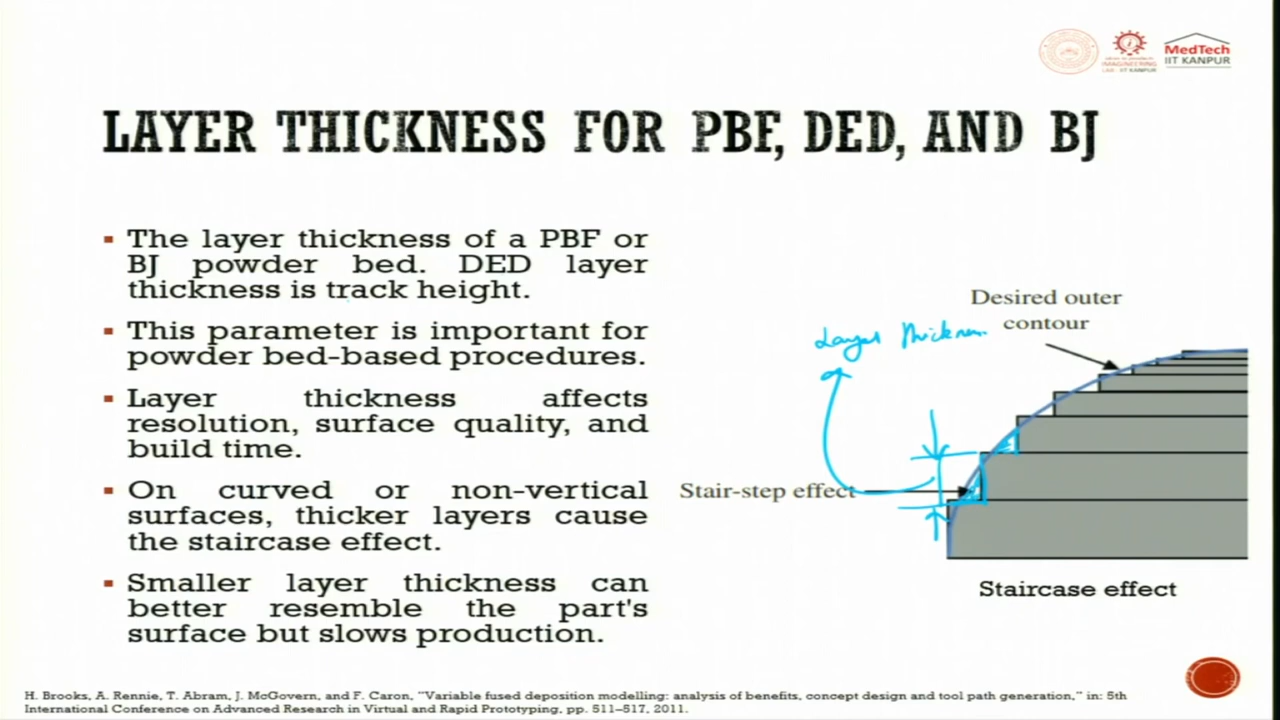 MedTech
IIT KANPUR
LAYER THICKNESS FOR PBF, DED, AND BJ
▪ The layer thickness of a PBF or
BJ powder bed. DED layer
thickness is track height.
▪ This parameter is important for
powder bed-based procedures.
▪ Layer thickness affects
resolution, surface quality, and
build time.
▪ On curved or non-vertical
surfaces, thicker layers cause
the staircase effect.
▪ Smaller layer thickness can
better resemble the part's
surface but slows production.
Desired outer
contour
Layer Thickness
Stair-step effect
Staircase effect
H. Brooks, A. Rennie, T. Abram, J. McGovern, and F. Caron, "Variable fused deposition modelling: analysis of benefits, concept design and tool path generation," in: 5th
International Conference on Advanced Research in Virtual and Rapid Prototyping, pp. 511–517, 2011.